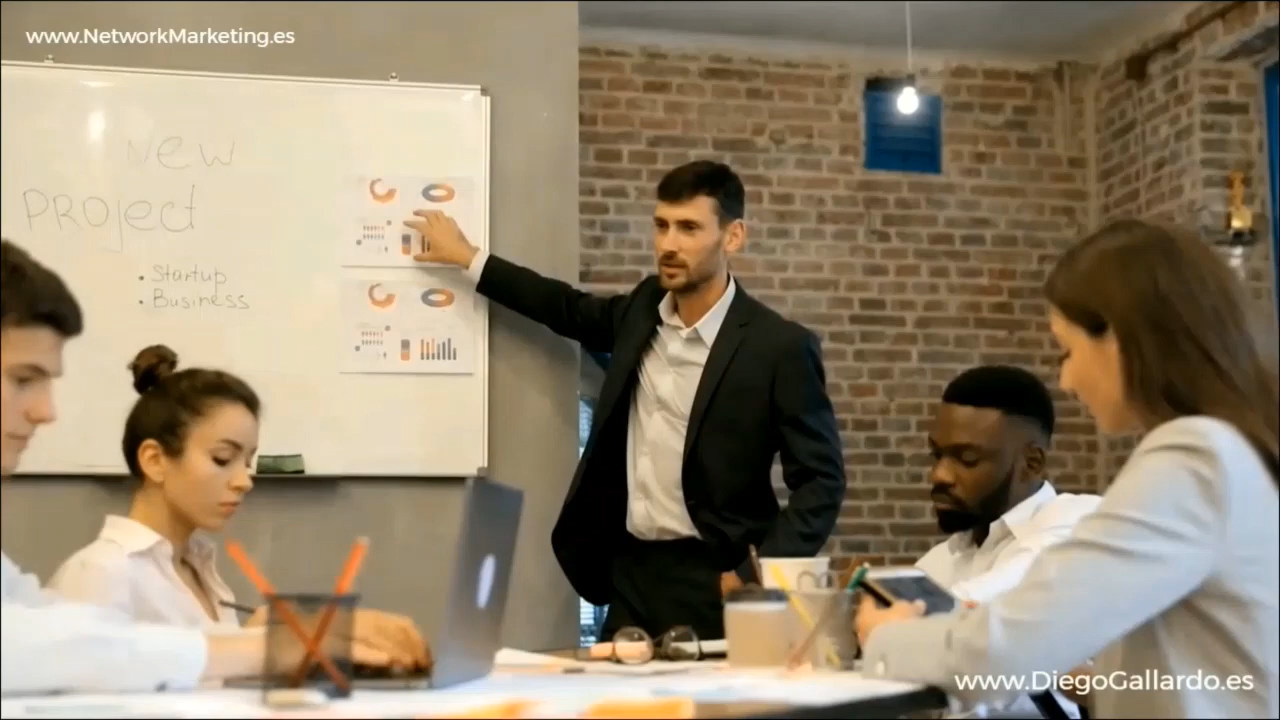 www.NetworkMarketing.es
New
PROject
• Startup
• Business
www.DiegoGallardo.es